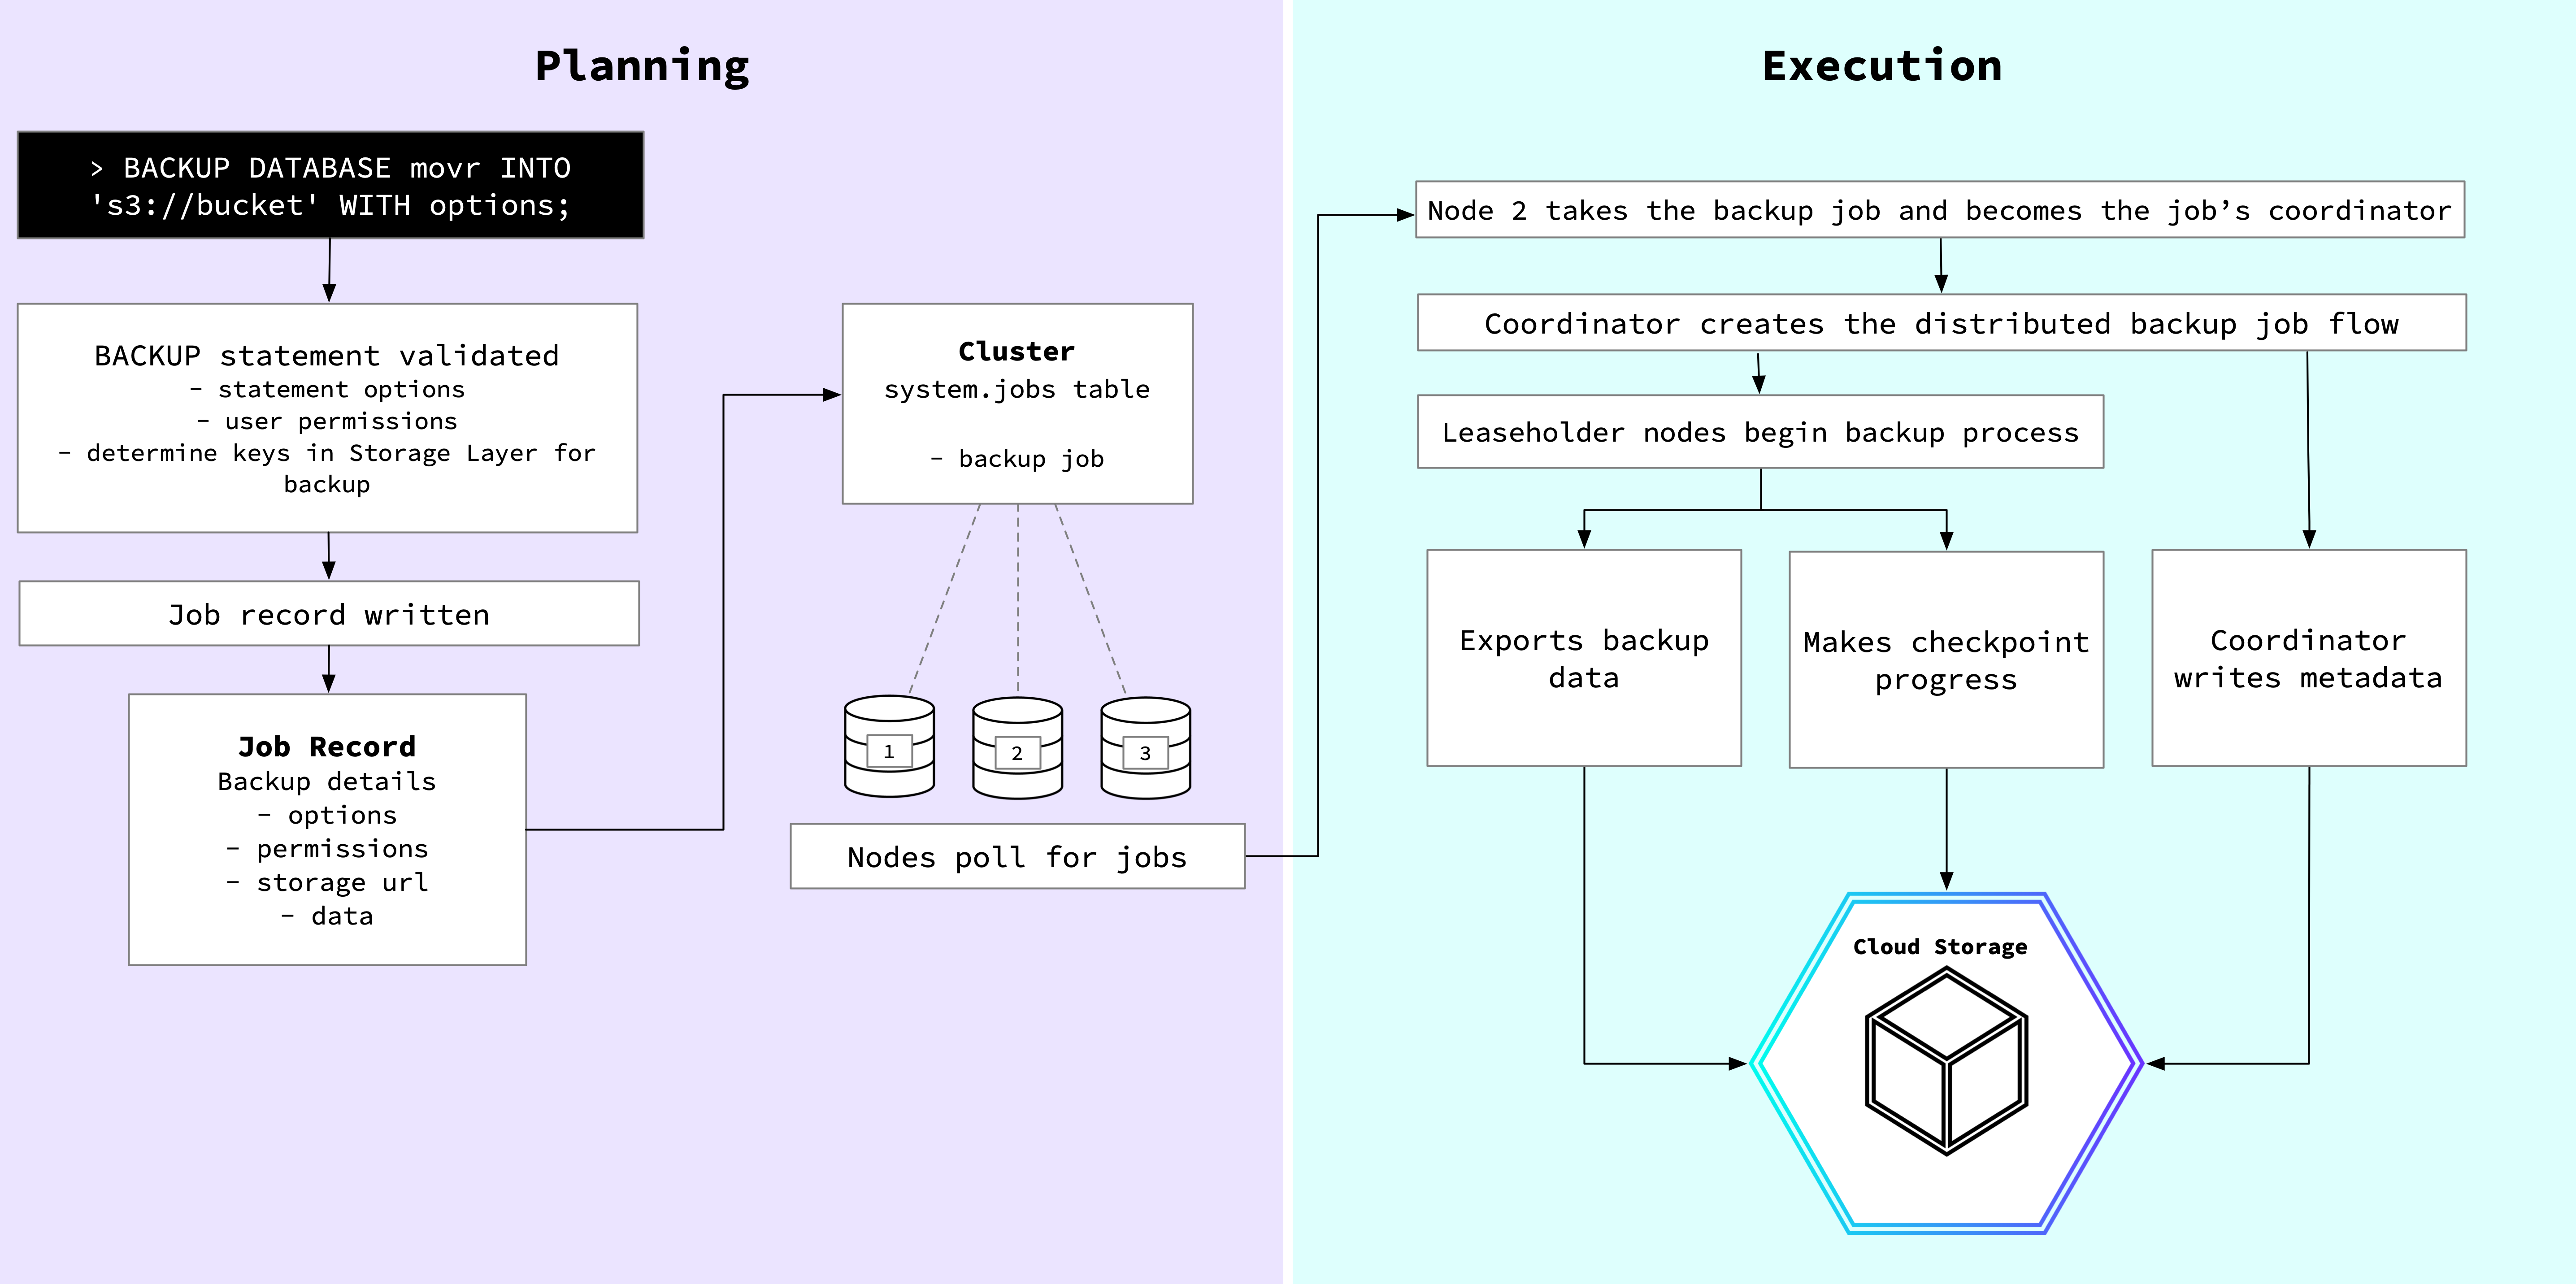 Planning
> BACKUP DATABASE movr INTO
's3://bucket' WITH options;
BACKUP statement validated
- statement options
- user permissions
- determine keys in Storage Layer for
backup
Job record written
Job Record
Backup details
- options
- permissions
- storage url
- data
Cluster
system.jobs table
- backup job
1
2
3
Nodes poll for jobs
Execution
Node 2 takes the backup job and becomes the job’s coordinator
Coordinator creates the distributed backup job flow
Leaseholder nodes begin backup process
Exports backup
data
Makes checkpoint
progress
Coordinator
writes metadata
Cloud Storage